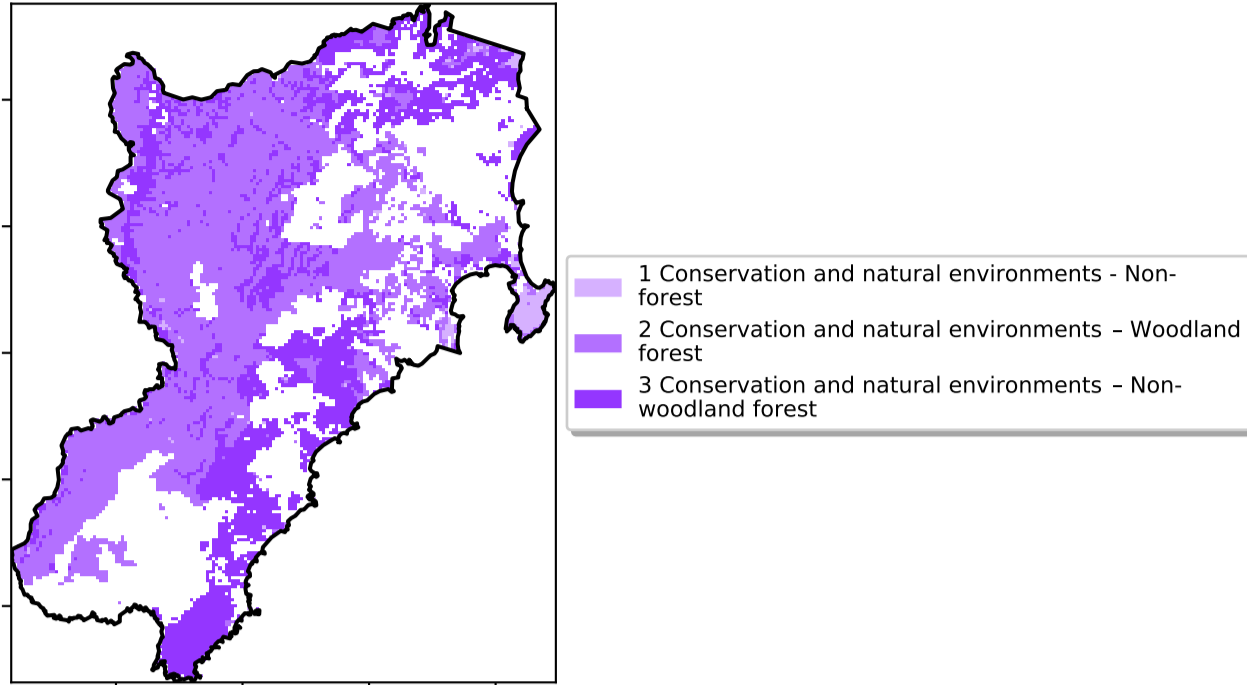 1 Conservation and natural environments - Non-
forest
2 Conservation and natural environments – Woodland
forest
3 Conservation and natural environments – Non-
woodland forest